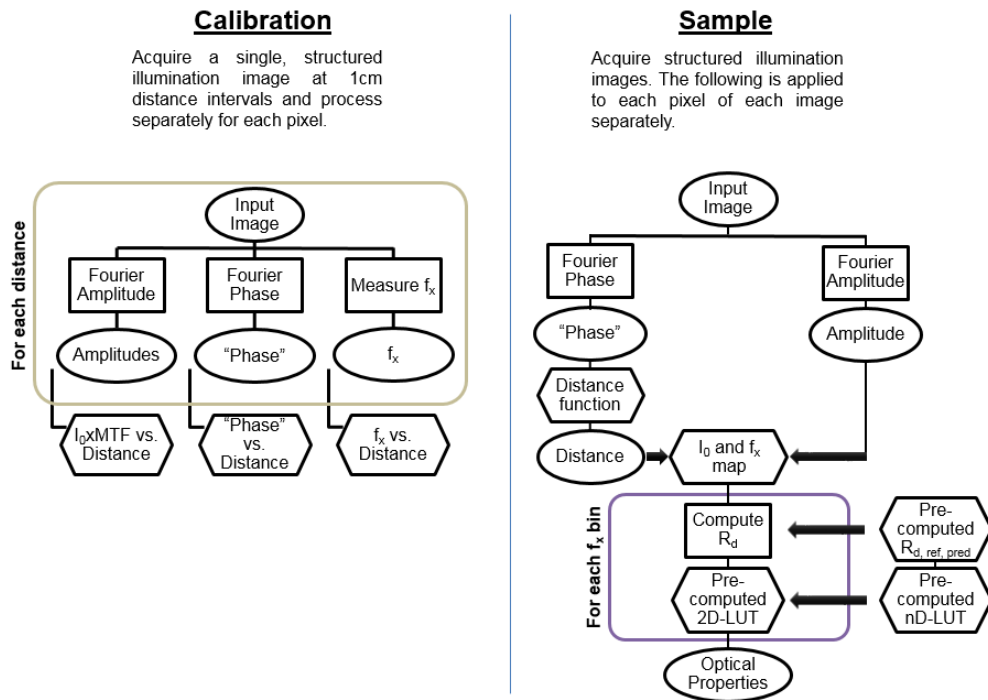 Calibration
Acquire a single, structured
illumination image at 1cm
distance intervals and process
separately for each pixel.
For each distance
Input
Image
Fourier
Amplitude
Fourier
Phase
Measure fx
Amplitudes
“Phase”
fx
I0xMTF vs.
Distance
“Phase”
vs.
Distance
fx vs.
Distance
Sample
Acquire structured illumination
images. The following is applied
to each pixel of each image
separately.
Input
Image
Fourier
Phase
Fourier
Amplitude
“Phase”
Amplitude
Distance
function
Distance
I0 and fx
map
For each fx bin
Compute
Rd
Pre-
computed
Rd, ref, pred
Pre-
computed
2D-LUT
Pre-
computed
nD-LUT
Optical
Properties